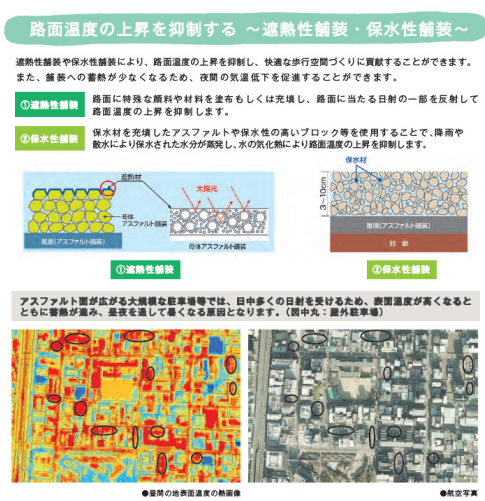 路面温度の上昇を抑制する ～遮熱性舗装・保水性舗装～
遮熱性舗装や保水性舗装により、路面温度の上昇を抑制し、快適な歩行空間づくりに貢献することができます。
また、舗装への蓄熱が少なくなるため、夜間の気温低下を促進することができます。
①遮熱性舗装
路面に特殊な顔料や材料を塗布もしくは充填し、路面に当たる日射の一部を反射して
路面温度の上昇を抑制します。
②保水性舗装
保水材を充填したアスファルトや保水性の高いブロック等を使用することで、降雨や
散水により保水された水分が蒸発し、水の気化熱により路面温度の上昇を抑制します。
遮熱材
太陽光
母体
アスファルト舗装
基層(アスファルト舗装)
母体アスファルト舗装
①遮熱性舗装
保水材
3～10cm
基層(アスファルト舗装)
路盤
②保水性舗装
アスファルト面が広がる大規模な駐車場等では、日中多くの日射を受けるため、表面温度が高くなると
ともに蓄熱が進み、昼夜を通して暑くなる原因となります。(図中丸：屋外駐車場)
●昼間の地表面温度の熱画像
●航空写真